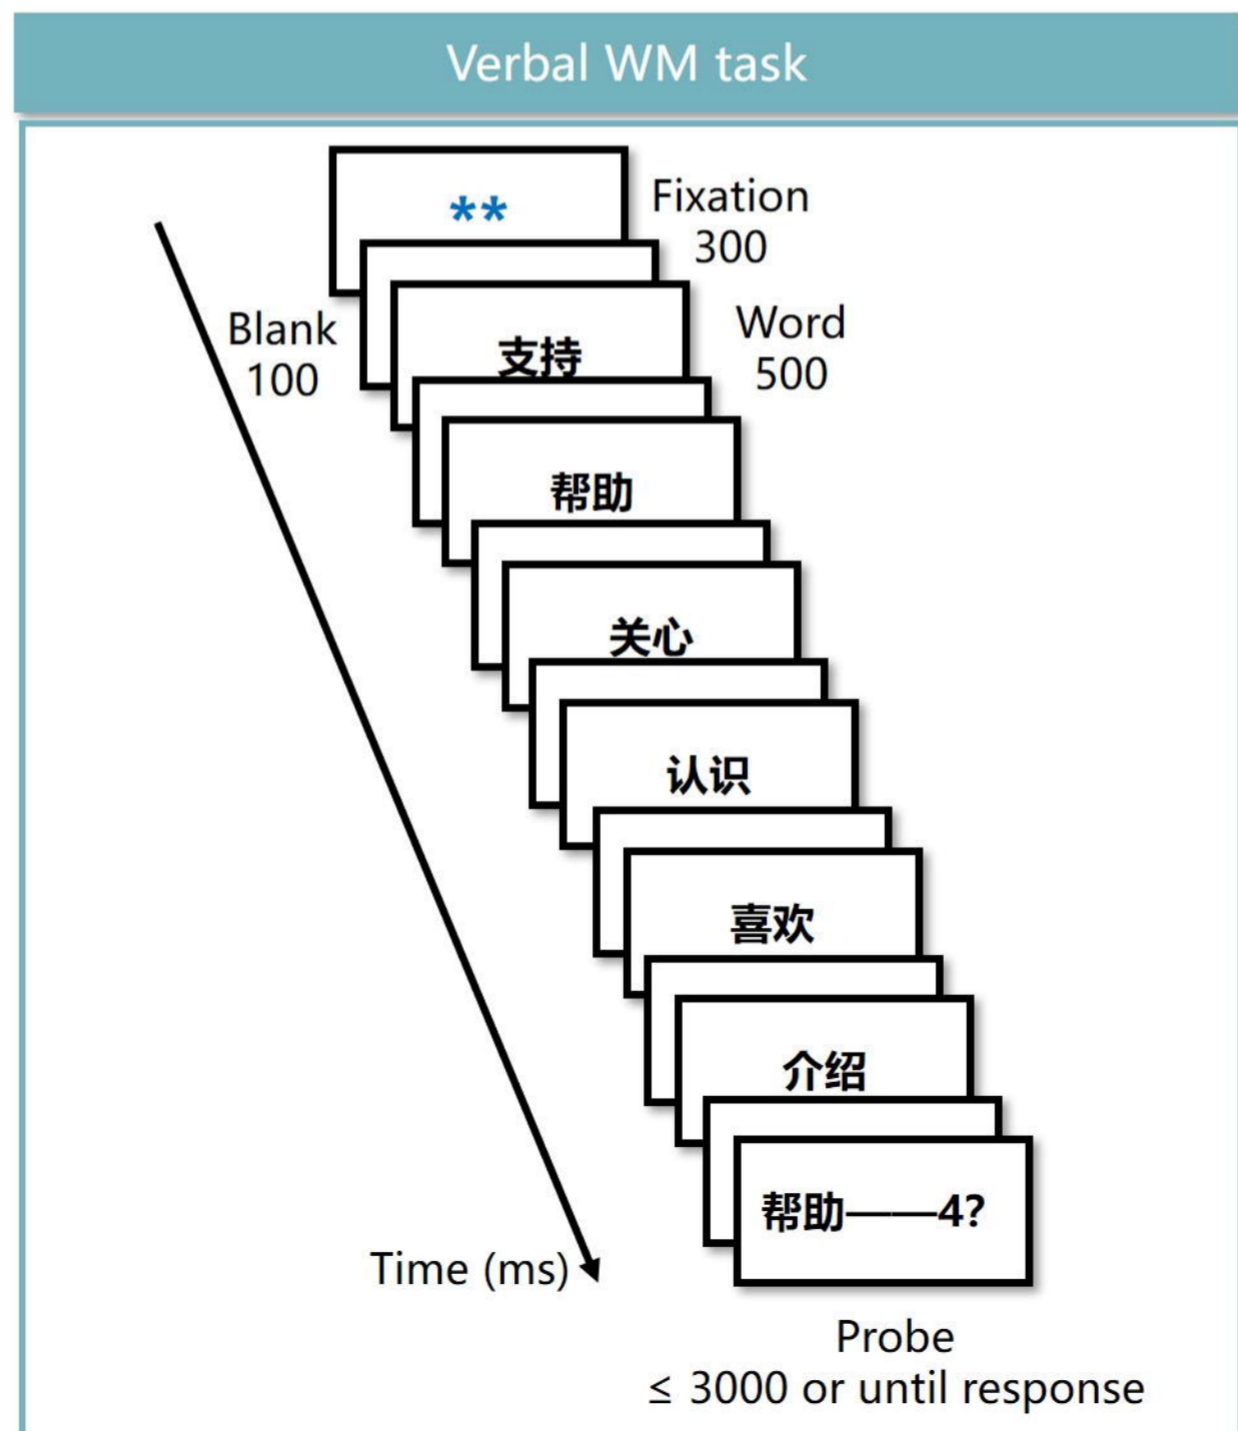 Verbal WM task
**
Fixation
300
Blank
100
支持
Word
500
帮助
关心
认识
喜欢
介绍
帮助——4?
Time (ms)
Probe
≤ 3000 or until response